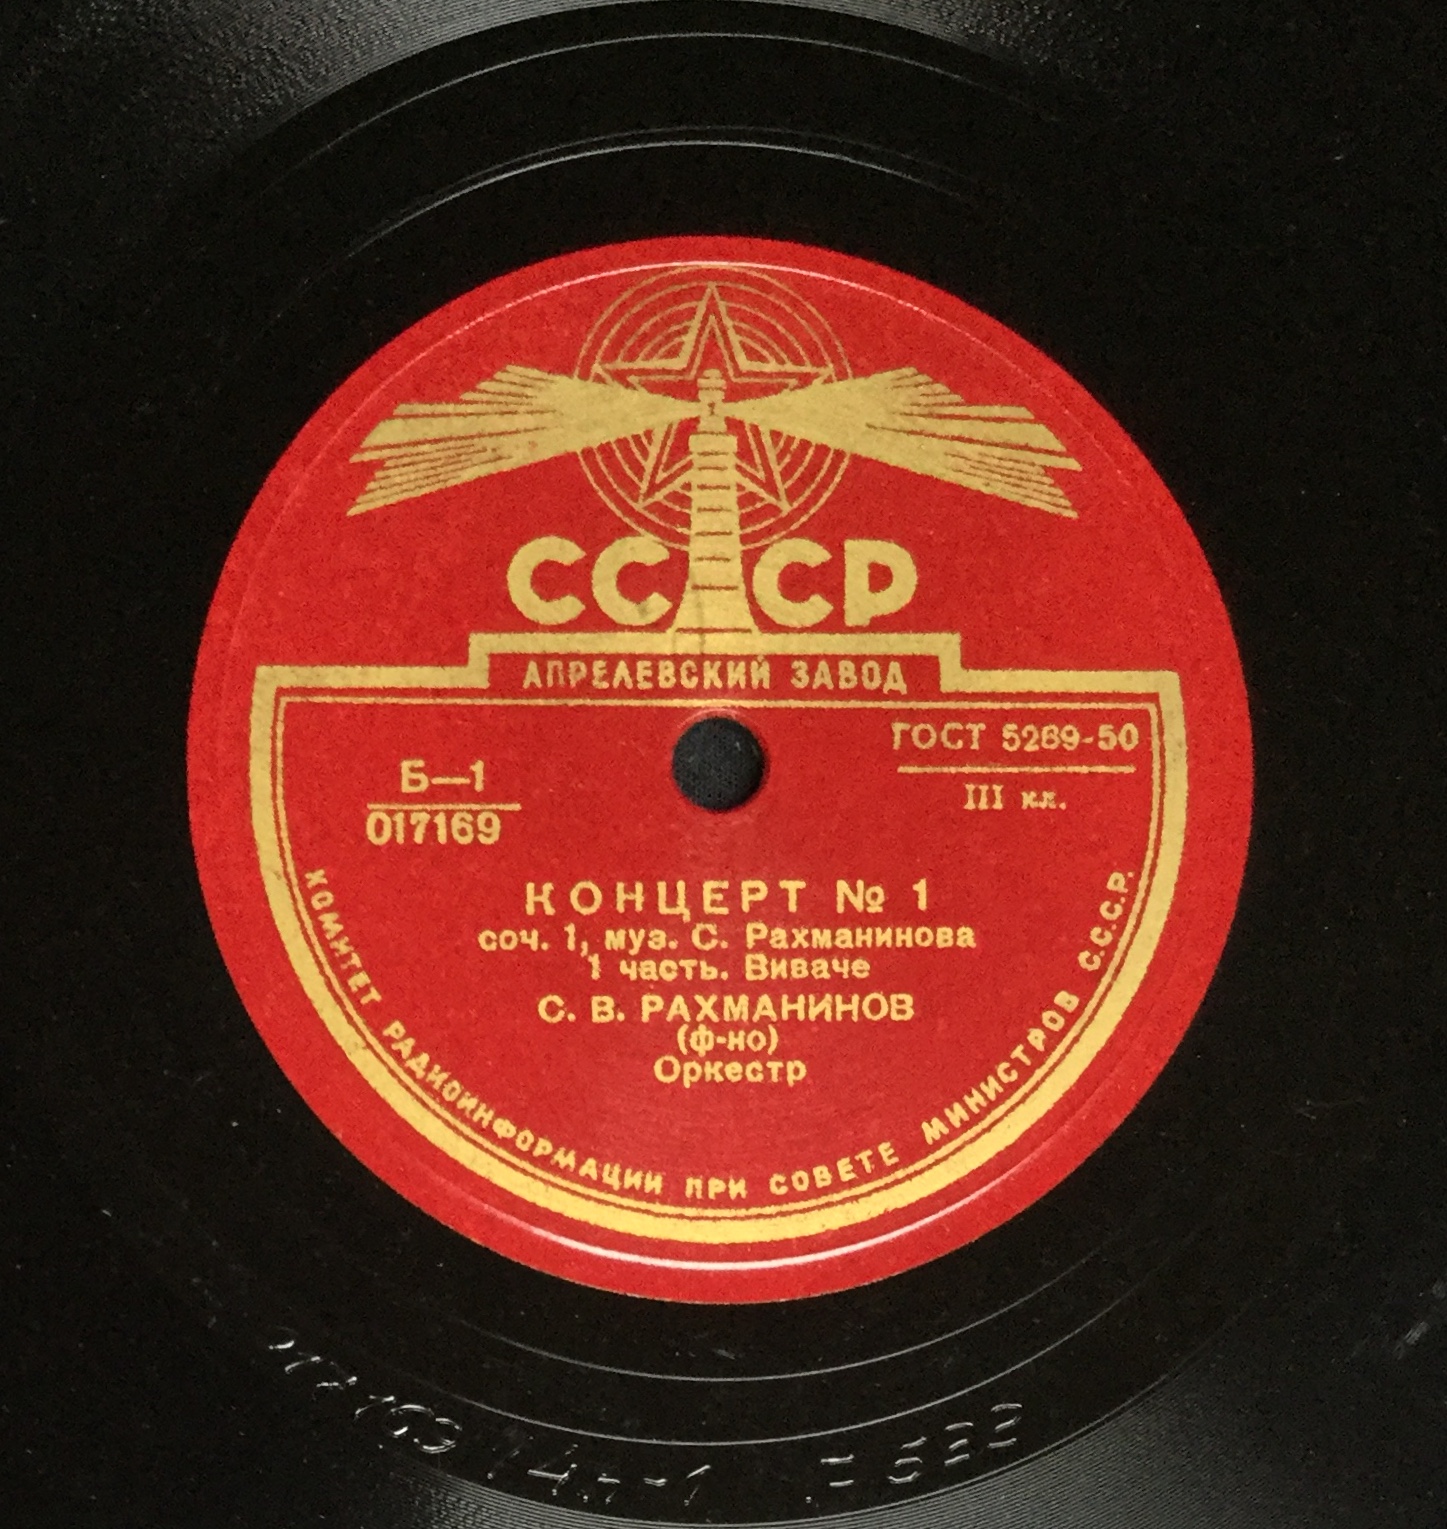 СССР
АПРЕЛЕВСКИЙ ЗАВОД
ГОСТ 5289-50
III кл.
Б—1
017169
КОНЦЕРТ № 1
соч. 1, муз. С. Рахманинова
1 часть. Виваче
С. В. РАХМАНИНОВ
(ф-но)
Оркестр
КОМИТЕТ РАДИОИНФОРМАЦИИ ПРИ СОВЕТЕ МИНИСТРОВ С.С.С.Р.